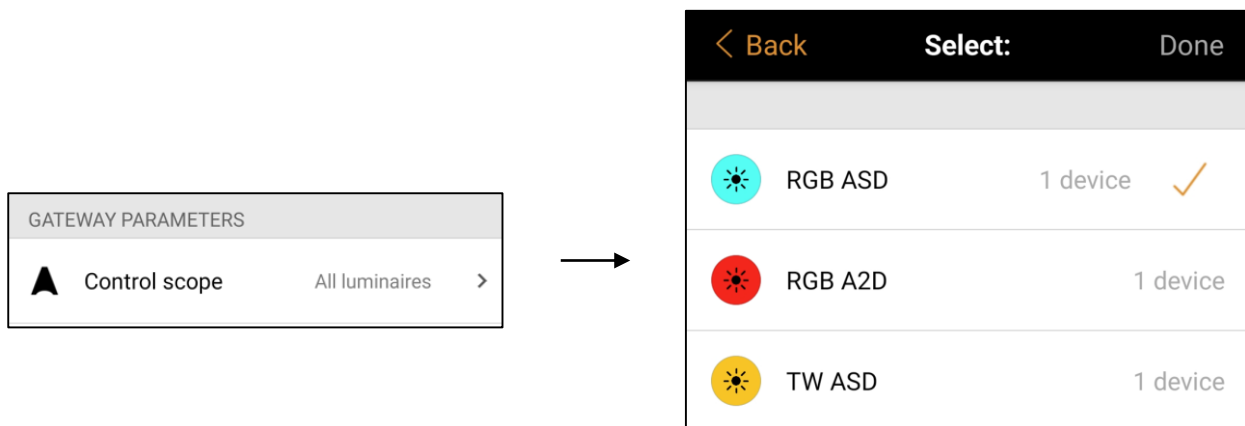 GATEWAY PARAMETERS
Control scope All luminaires >
< Back Select: Done
RGB ASD 1 device
RGB A2D 1 device
TW ASD 1 device